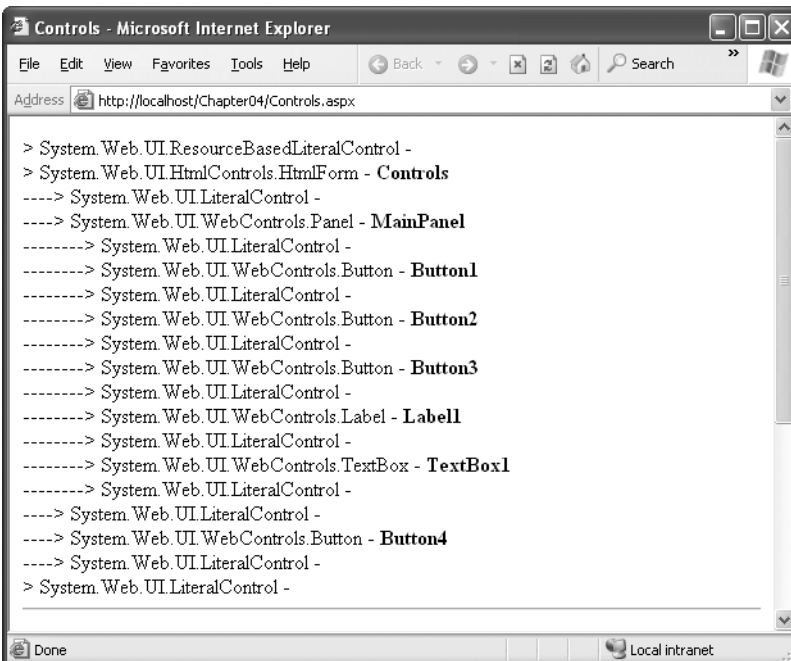 Controls - Microsoft Internet Explorer
File Edit View Favorites Tools Help Back Search »
Address http://localhost/Chapter04/Controls.aspx
> System.Web.UI.ResourceBasedLiteralControl -
> System.Web.UI.HtmlControls.HtmlForm - Controls
----> System.Web.UI.LiteralControl -
----> System.Web.UI.WebControls.Panel - MainPanel
--------> System.Web.UI.LiteralControl -
--------> System.Web.UI.WebControls.Button - Button1
--------> System.Web.UI.LiteralControl -
--------> System.Web.UI.WebControls.Button - Button2
--------> System.Web.UI.LiteralControl -
--------> System.Web.UI.WebControls.Button - Button3
--------> System.Web.UI.LiteralControl -
--------> System.Web.UI.WebControls.Label - Label1
--------> System.Web.UI.LiteralControl -
--------> System.Web.UI.WebControls.TextBox - TextBox1
--------> System.Web.UI.LiteralControl -
----> System.Web.UI.LiteralControl -
----> System.Web.UI.WebControls.Button - Button4
----> System.Web.UI.LiteralControl -
> System.Web.UI.LiteralControl -
Done Local intranet